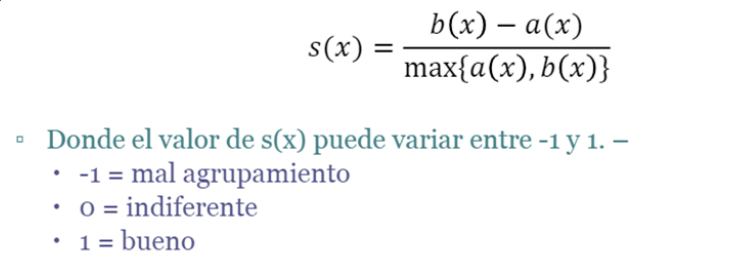 s(x) = b(x) − a(x) / max{a(x), b(x)}
▫ Donde el valor de s(x) puede variar entre -1 y 1. –
• -1 = mal agrupamiento
• 0 = indiferente
• 1 = bueno